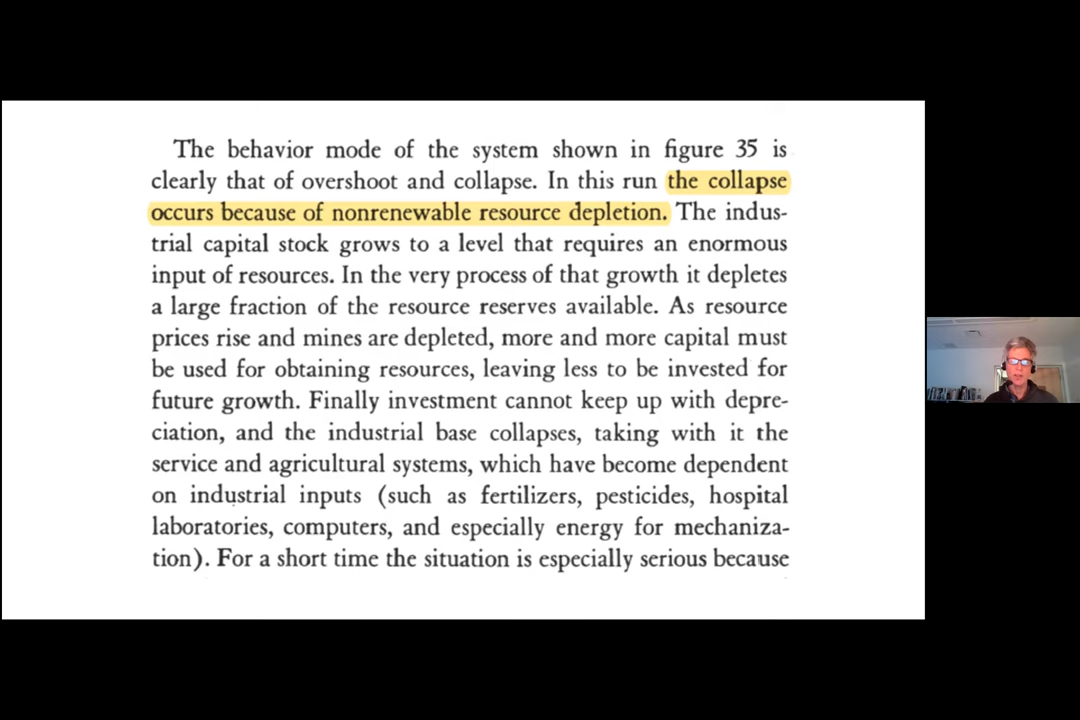 The behavior mode of the system shown in figure 35 is
clearly that of overshoot and collapse. In this run the collapse
occurs because of nonrenewable resource depletion. The indus-
trial capital stock grows to a level that requires an enormous
input of resources. In the very process of that growth it depletes
a large fraction of the resource reserves available. As resource
prices rise and mines are depleted, more and more capital must
be used for obtaining resources, leaving less to be invested for
future growth. Finally investment cannot keep up with depre-
ciation, and the industrial base collapses, taking with it the
service and agricultural systems, which have become dependent
on industrial inputs (such as fertilizers, pesticides, hospital
laboratories, computers, and especially energy for mechaniza-
tion). For a short time the situation is especially serious because